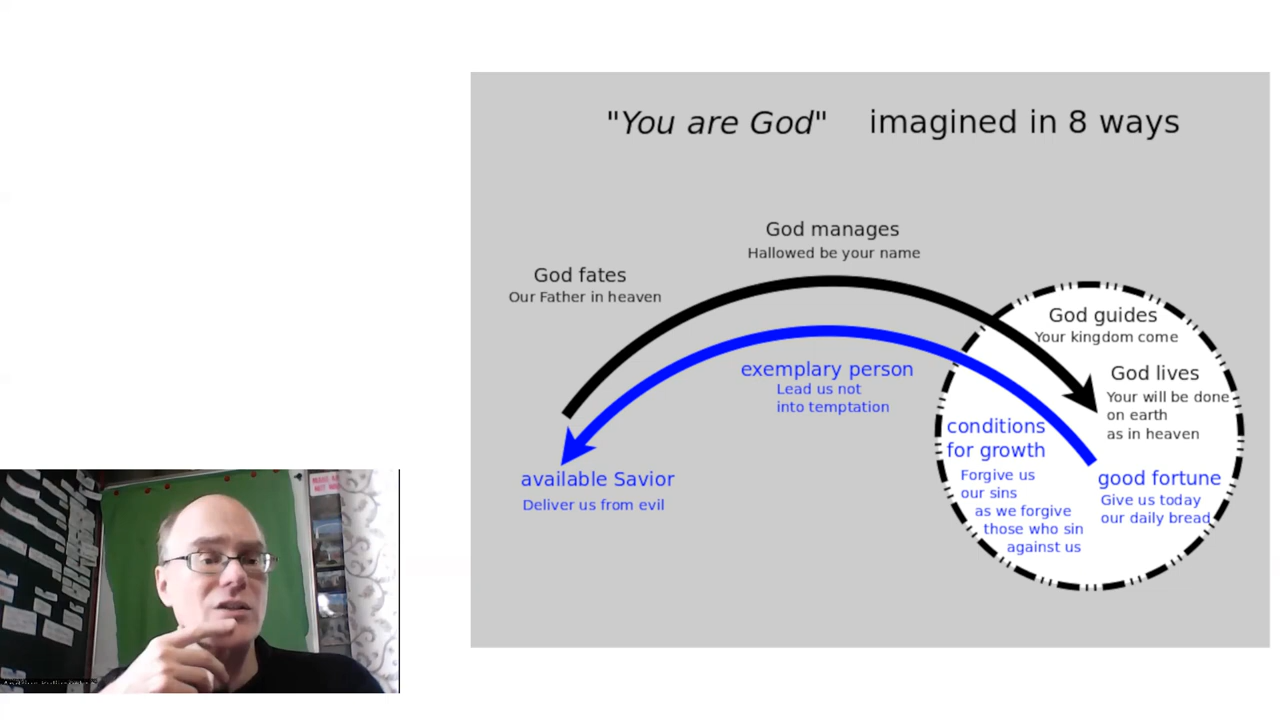 "You are God" imagined in 8 ways
God manages
Hallowed be your name
God fates
Our Father in heaven
God guides
Your kingdom come
God lives
Your will be done
on earth
as in heaven
exemplary person
Lead us not
into temptation
conditions
for growth
Forgive us
our sins
as we forgive
those who sin
against us
good fortune
Give us today
our daily bread
available Savior
Deliver us from evil